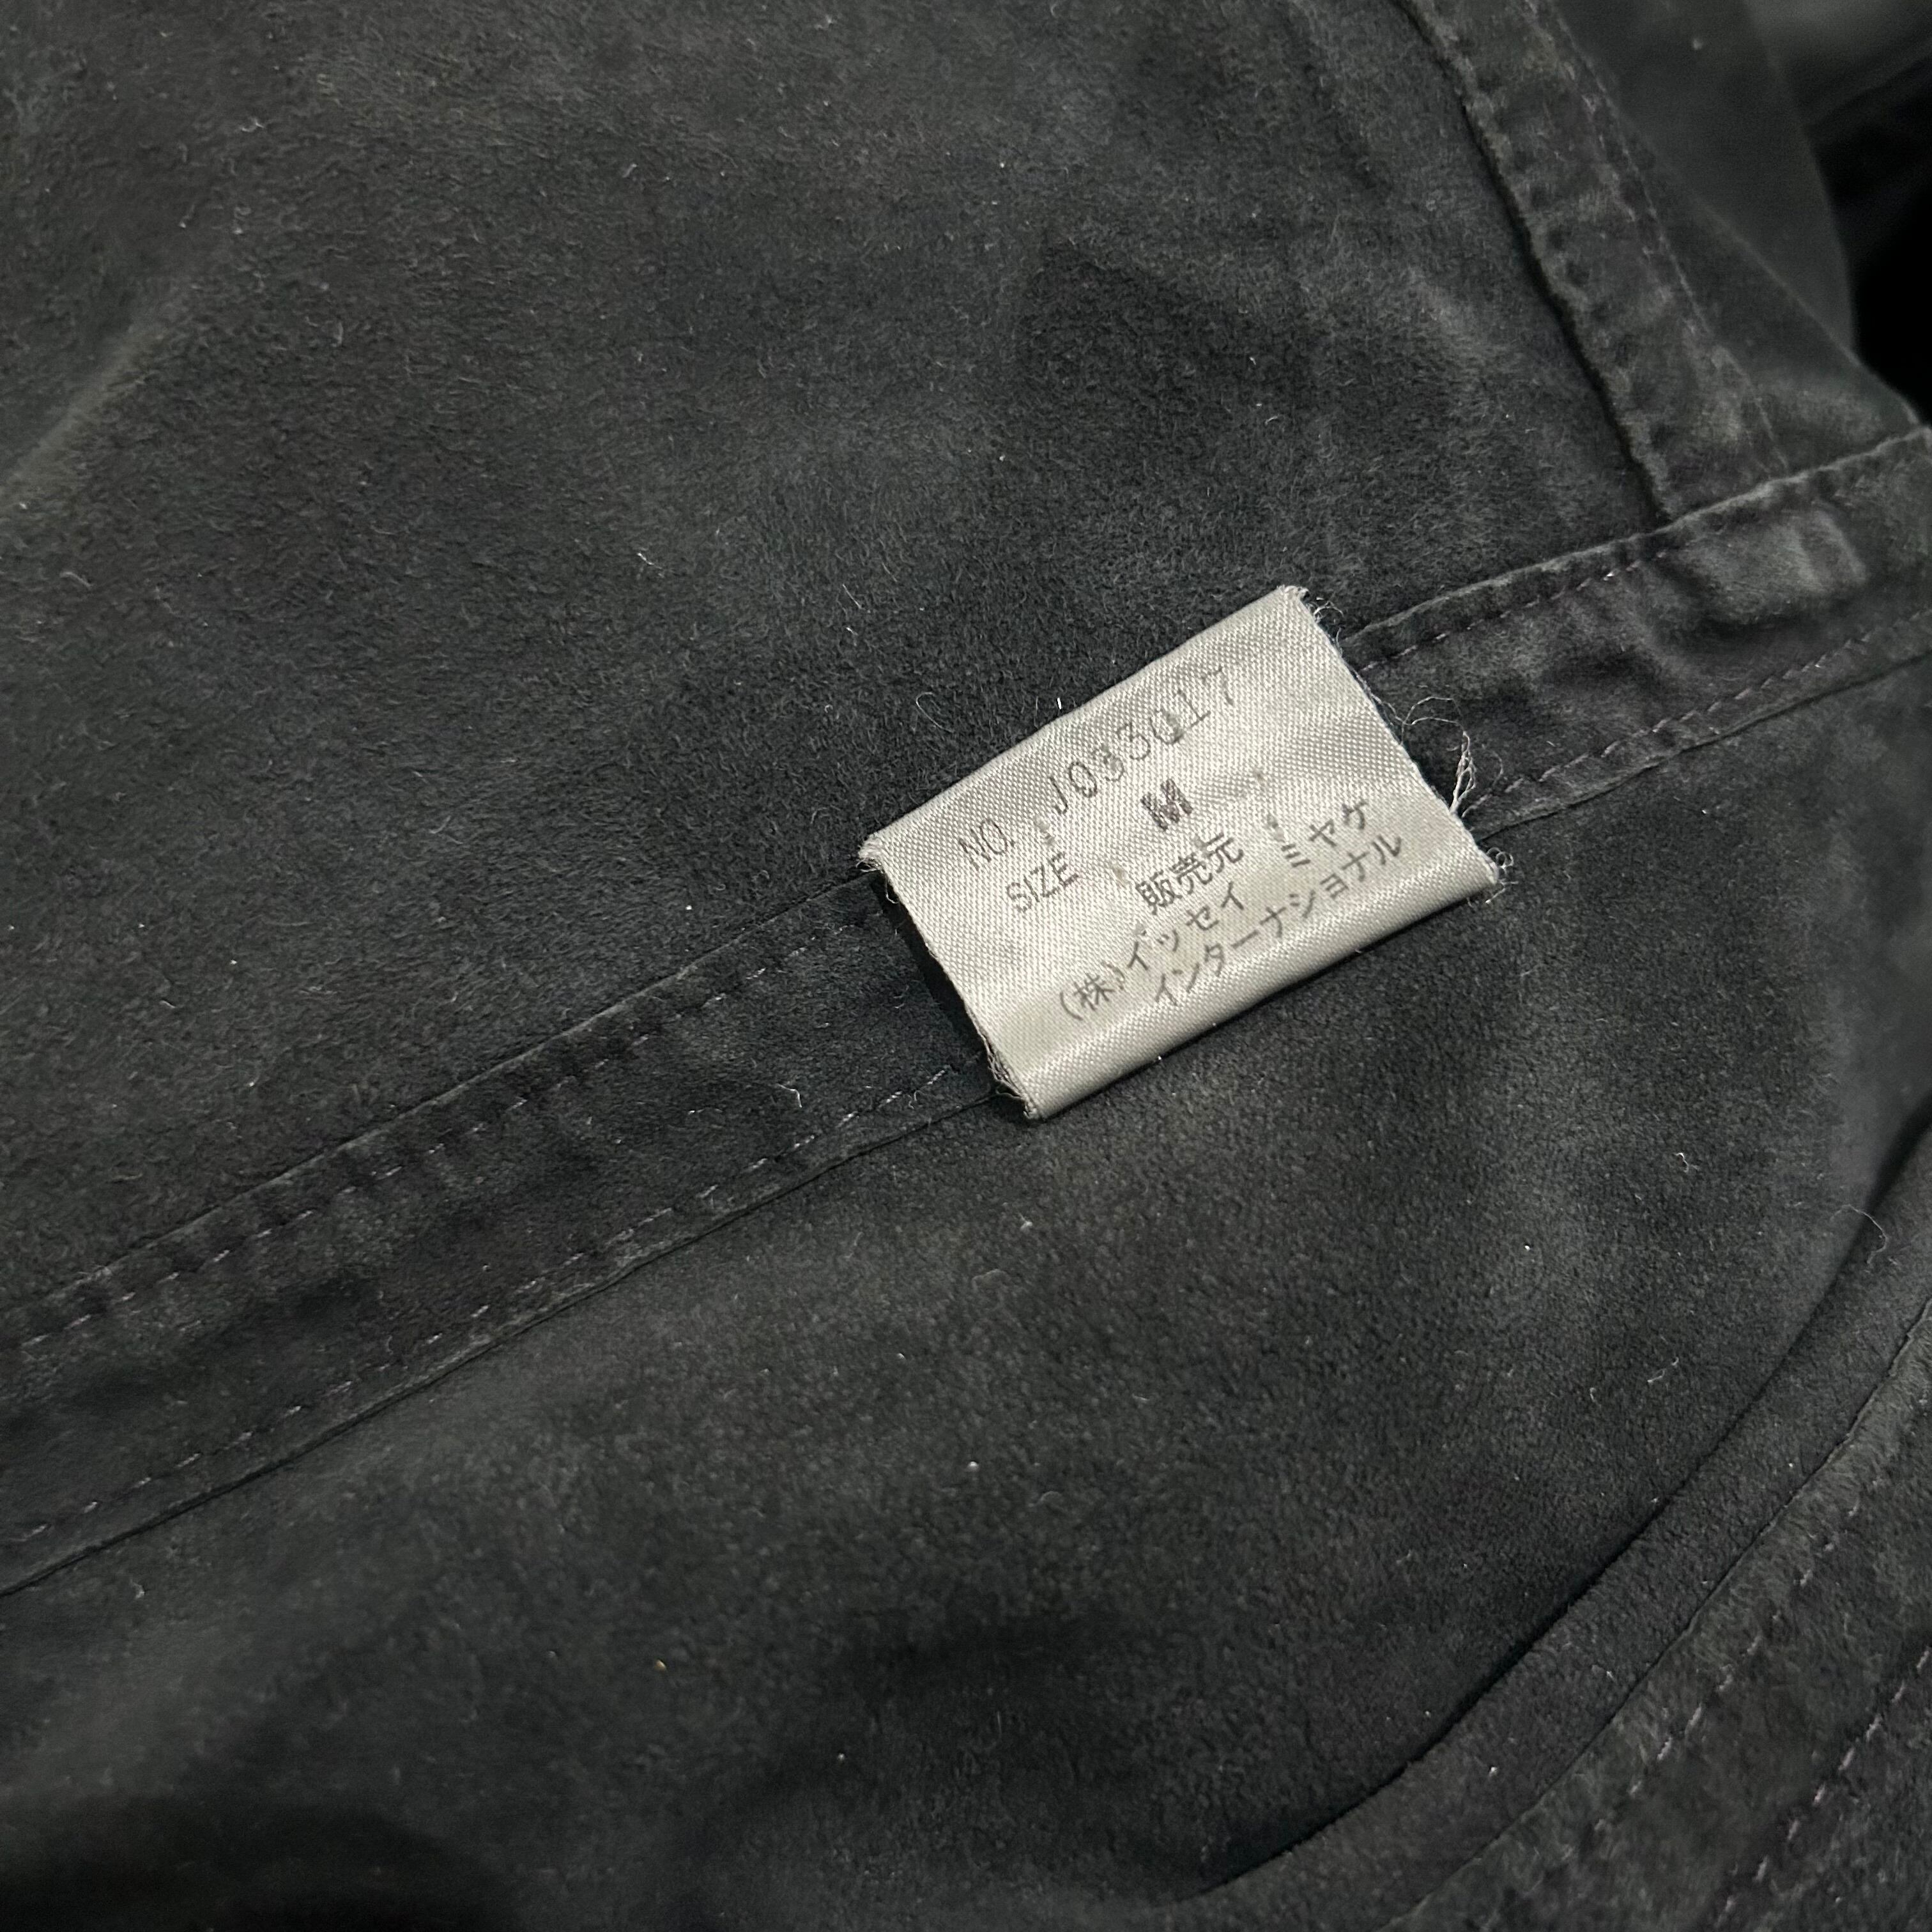 NO. J033017
SIZE M
販売元
(株)イッセイ ミヤケ
インターナショナル